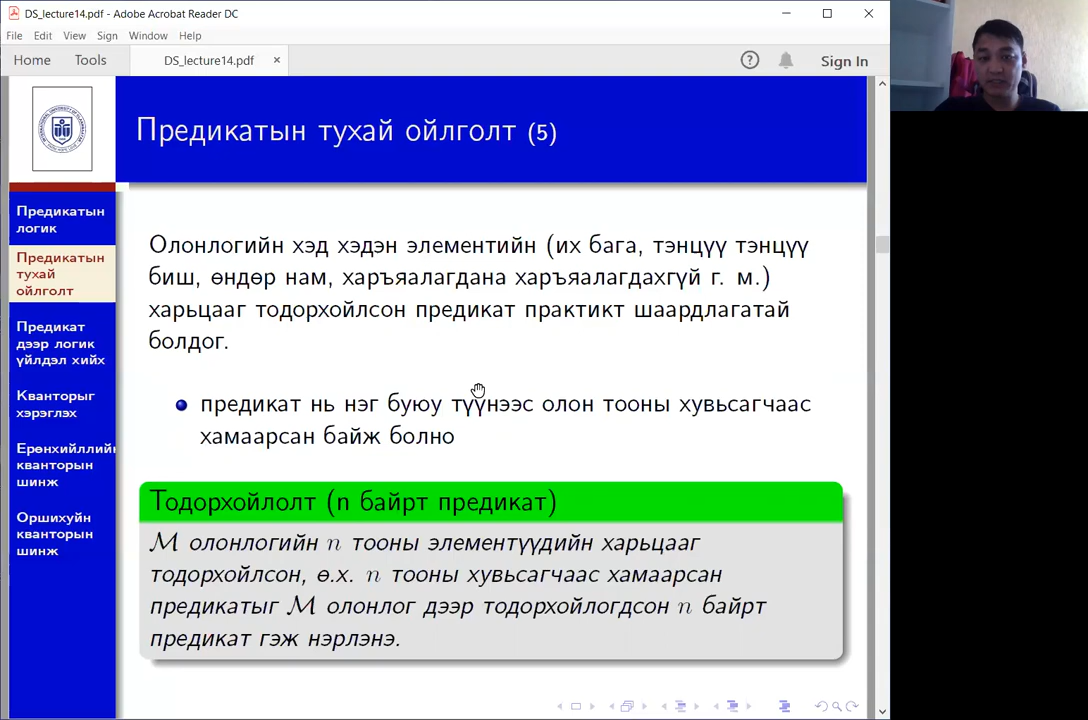 DS_lecture14.pdf - Adobe Acrobat Reader DC
File Edit View Sign Window Help
Home Tools DS_lecture14.pdf × Sign In
Предикатын тухай ойлголт (5)
Предикатын
логик
Предикатын
тухай
ойлголт
Предикат
дээр логик
үйлдэл хийх
Кванторыг
хэрэглэх
Ерөнхийллийн
кванторын
шинж
Оршихуйн
кванторын
шинж
Олонлогийн хэд хэдэн элементийн (их бага, тэнцүү тэнцүү
биш, өндөр нам, харъяалагдана харъяалагдахгүй г. м.)
харьцааг тодорхойлсон предикат практикт шаардлагатай
болдог.
предикат нь нэг буюу түүнээс олон тооны хувьсагчаас
хамаарсан байж болно
Тодорхойлолт (n байрт предикат)
M олонлогийн n тооны элементүүдийн харьцааг
тодорхойлсон, ө.х. n тооны хувьсагчаас хамаарсан
предикатыг M олонлог дээр тодорхойлогдсон n байрт
предикат гэж нэрлэнэ.